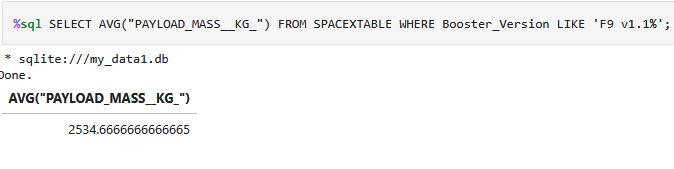 %sql SELECT AVG("PAYLOAD_MASS__KG_") FROM SPACEXTABLE WHERE Booster_Version LIKE 'F9 v1.1%';
* sqlite:///my_data1.db
Done.
AVG("PAYLOAD_MASS__KG_")
2534.6666666666665